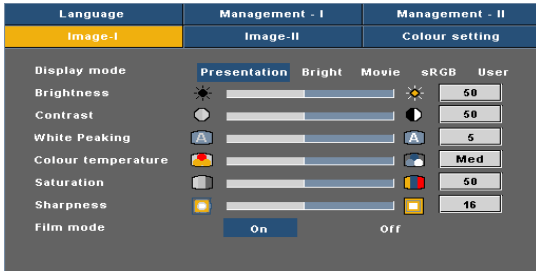 Language Management - I Management - II
Image-I Image-II Colour setting
Display mode Presentation Bright Movie sRGB User
Brightness 50
Contrast 50
White Peaking A A 5
Colour temperature Med
Saturation 50
Sharpness 16
Film mode On Off